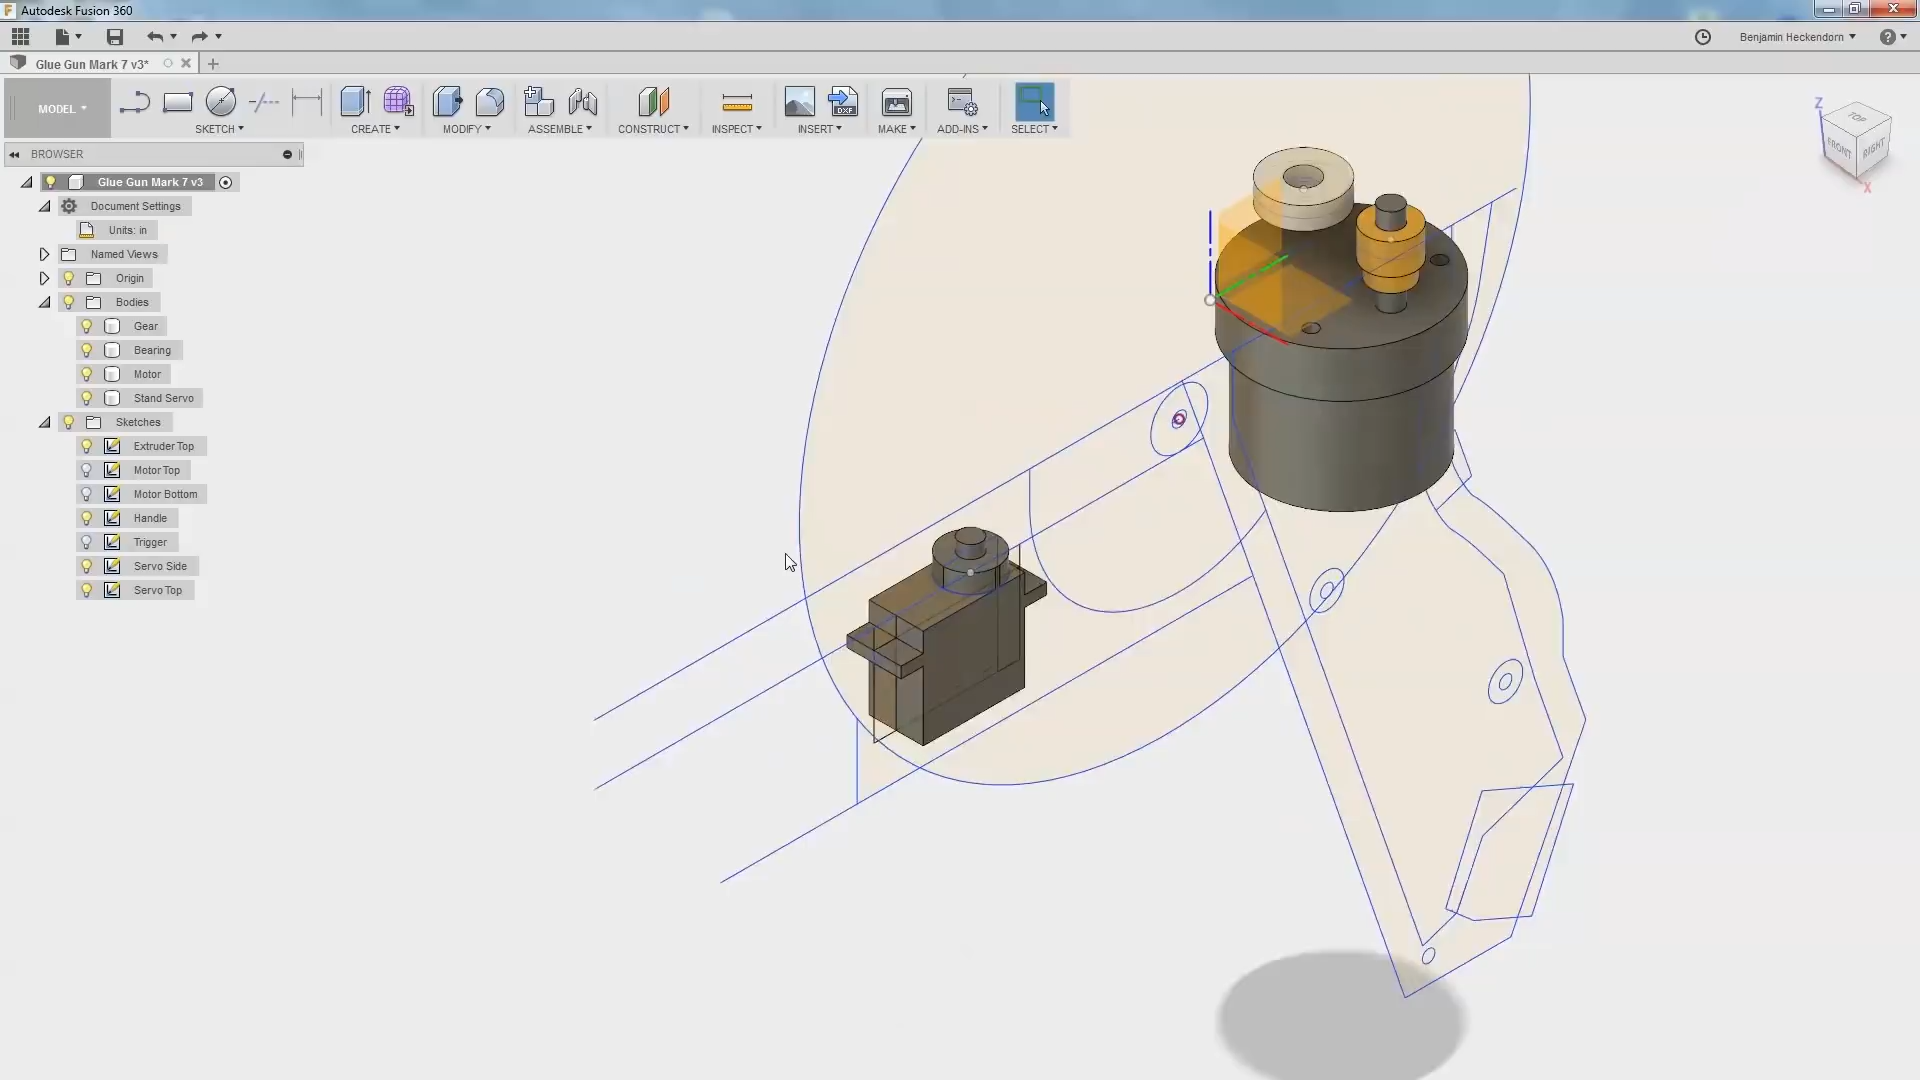 Autodesk Fusion 360
Benjamin Heckendorn
Glue Gun Mark 7 v3*
MODEL
SKETCH
CREATE
MODIFY
ASSEMBLE
CONSTRUCT
INSPECT
INSERT
MAKE
ADD-INS
SELECT
DXF
BROWSER
Glue Gun Mark 7 v3
Document Settings
Units: in
Named Views
Origin
Bodies
Gear
Bearing
Motor
Stand Servo
Sketches
Extruder Top
Motor Top
Motor Bottom
Handle
Trigger
Servo Side
Servo Top
Z
TOP
FRONT
RIGHT
X